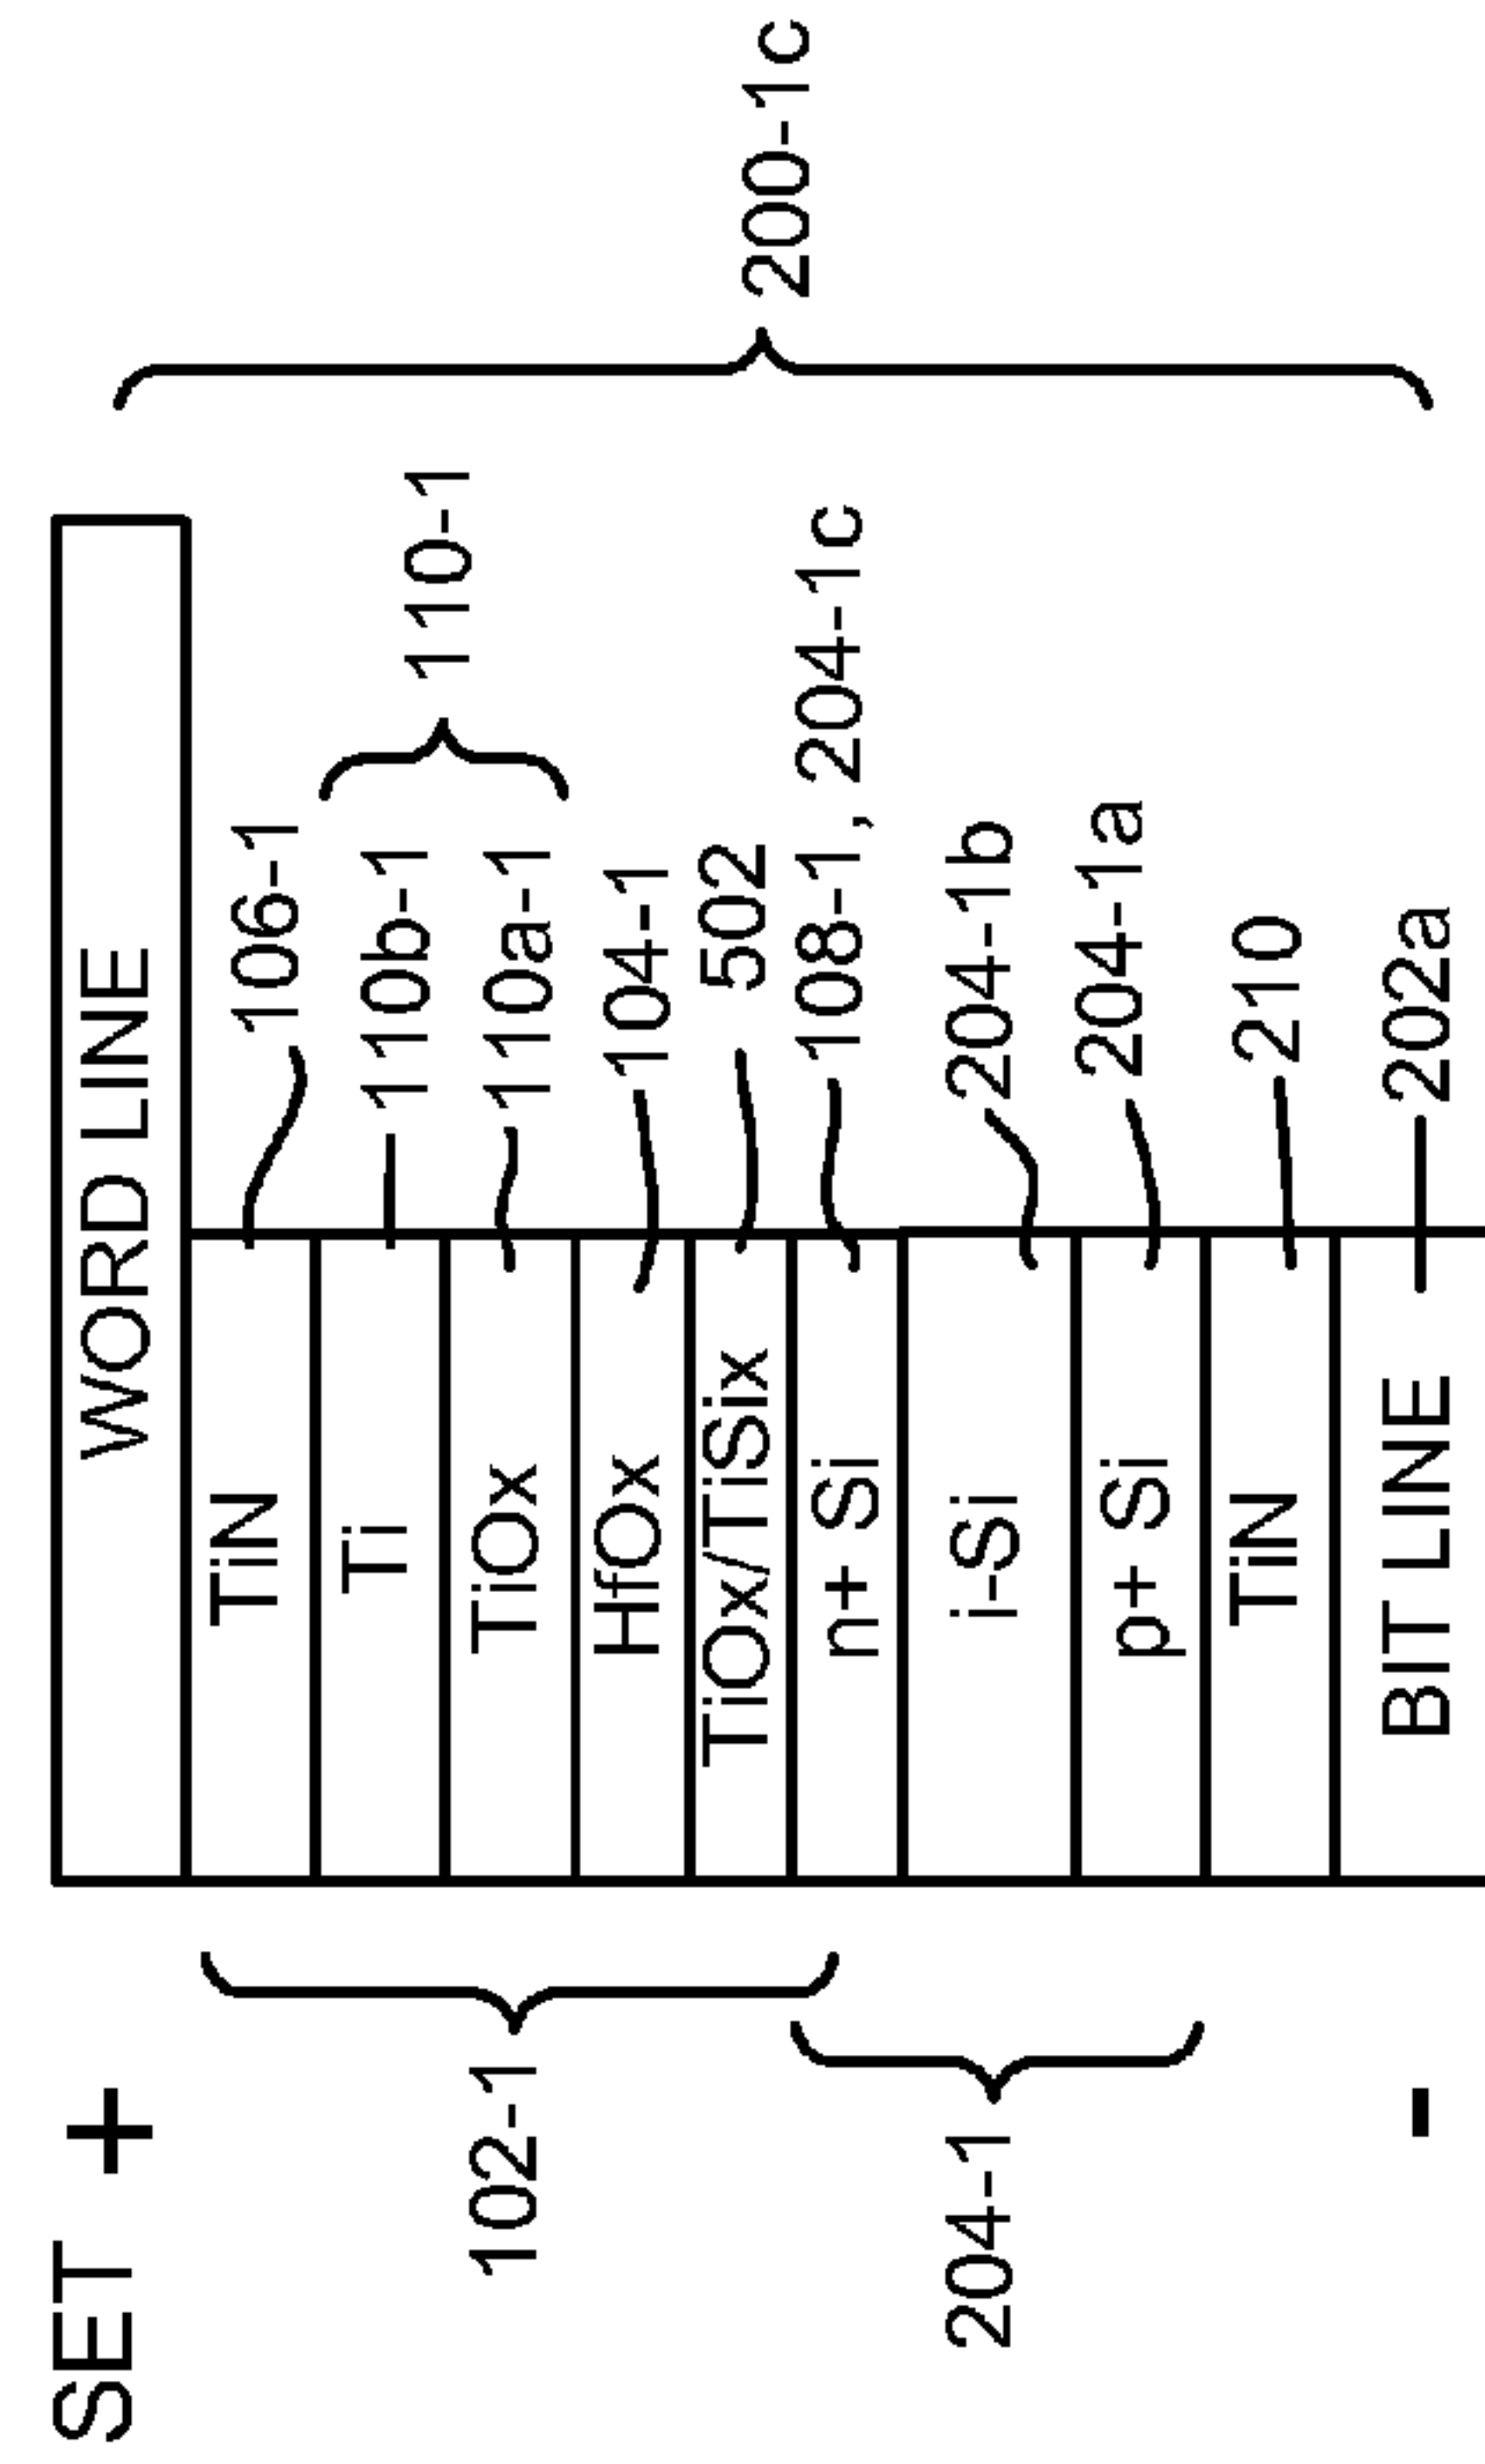 SET +
WORD LINE
TiN
106-1
Ti
110b-1
110-1
TiOx
110a-1
102-1
HfOx
104-1
TiOx/TiSix
502
200-1c
n+ Si
108-1, 204-1c
i-Si
204-1b
204-1
p+ Si
204-1a
TiN
210
-
BIT LINE
202a